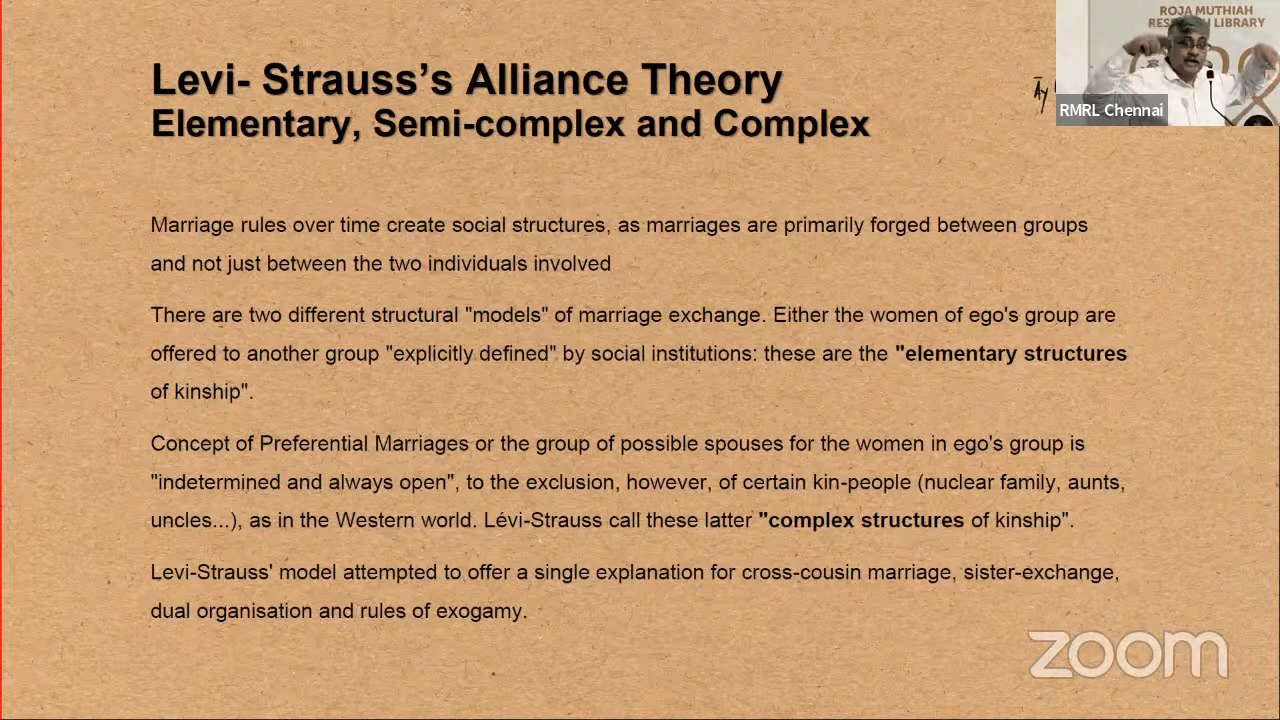 ROJA MUTHIAH
RESEARCH LIBRARY
Levi- Strauss’s Alliance Theory
Elementary, Semi-complex and Complex
RMRL Chennai
Marriage rules over time create social structures, as marriages are primarily forged between groups
and not just between the two individuals involved
There are two different structural "models" of marriage exchange. Either the women of ego's group are
offered to another group "explicitly defined" by social institutions: these are the "elementary structures
of kinship".
Concept of Preferential Marriages or the group of possible spouses for the women in ego's group is
"indetermined and always open", to the exclusion, however, of certain kin-people (nuclear family, aunts,
uncles...), as in the Western world. Lévi-Strauss call these latter "complex structures of kinship".
Levi-Strauss' model attempted to offer a single explanation for cross-cousin marriage, sister-exchange,
dual organisation and rules of exogamy.
zoom